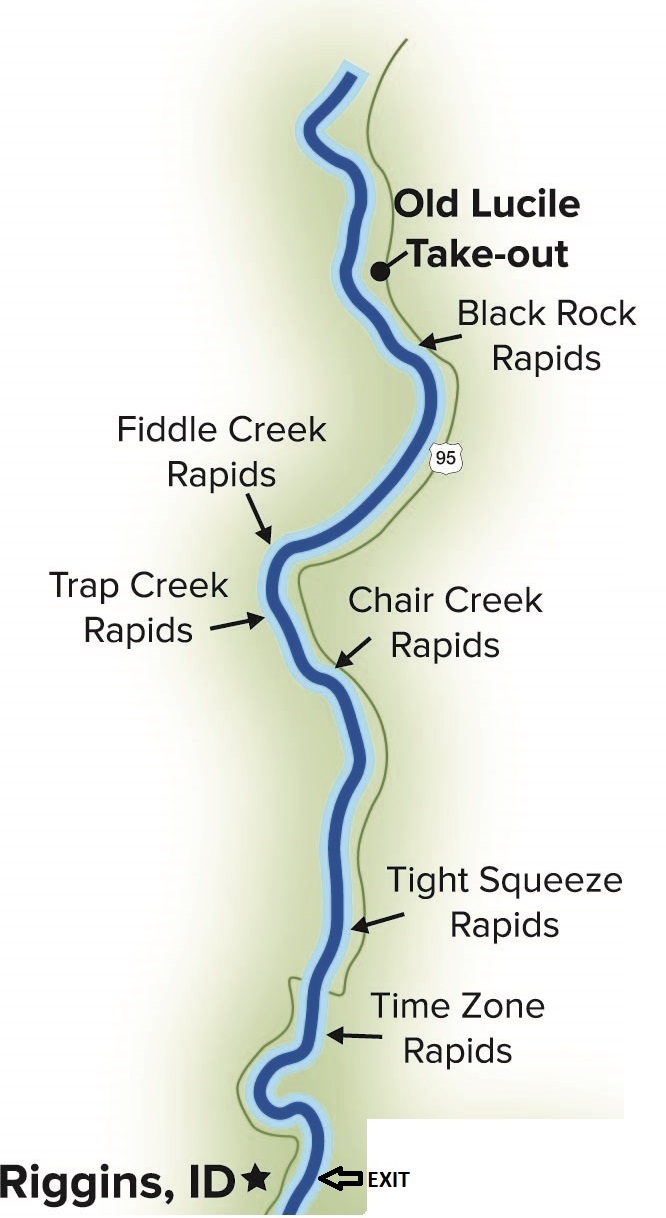 Old Lucile
Take-out
Black Rock
Rapids
Fiddle Creek
Rapids
95
Trap Creek
Rapids
Chair Creek
Rapids
Tight Squeeze
Rapids
Time Zone
Rapids
Riggins, ID
EXIT